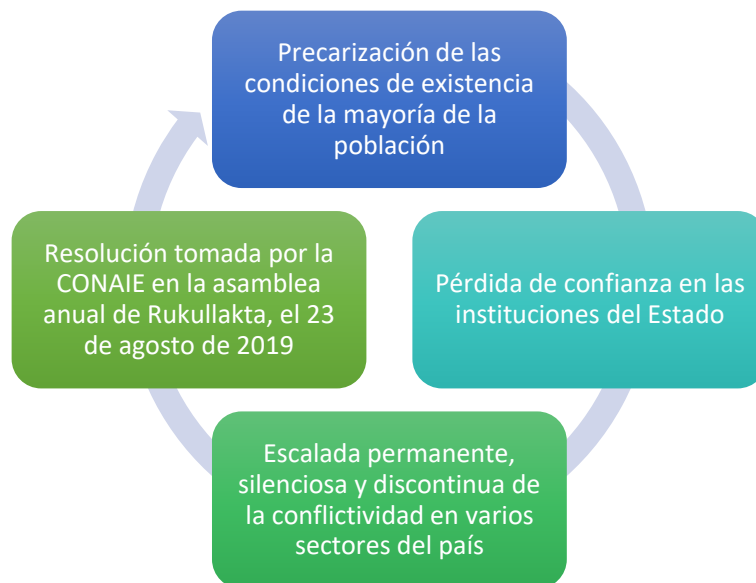 Precarización de las
condiciones de existencia
de la mayoría de la
población
Pérdida de confianza en las
instituciones del Estado
Escalada permanente,
silenciosa y discontinua de
la conflictividad en varios
sectores del país
Resolución tomada por la
CONAIE en la asamblea
anual de Rukullakta, el 23
de agosto de 2019